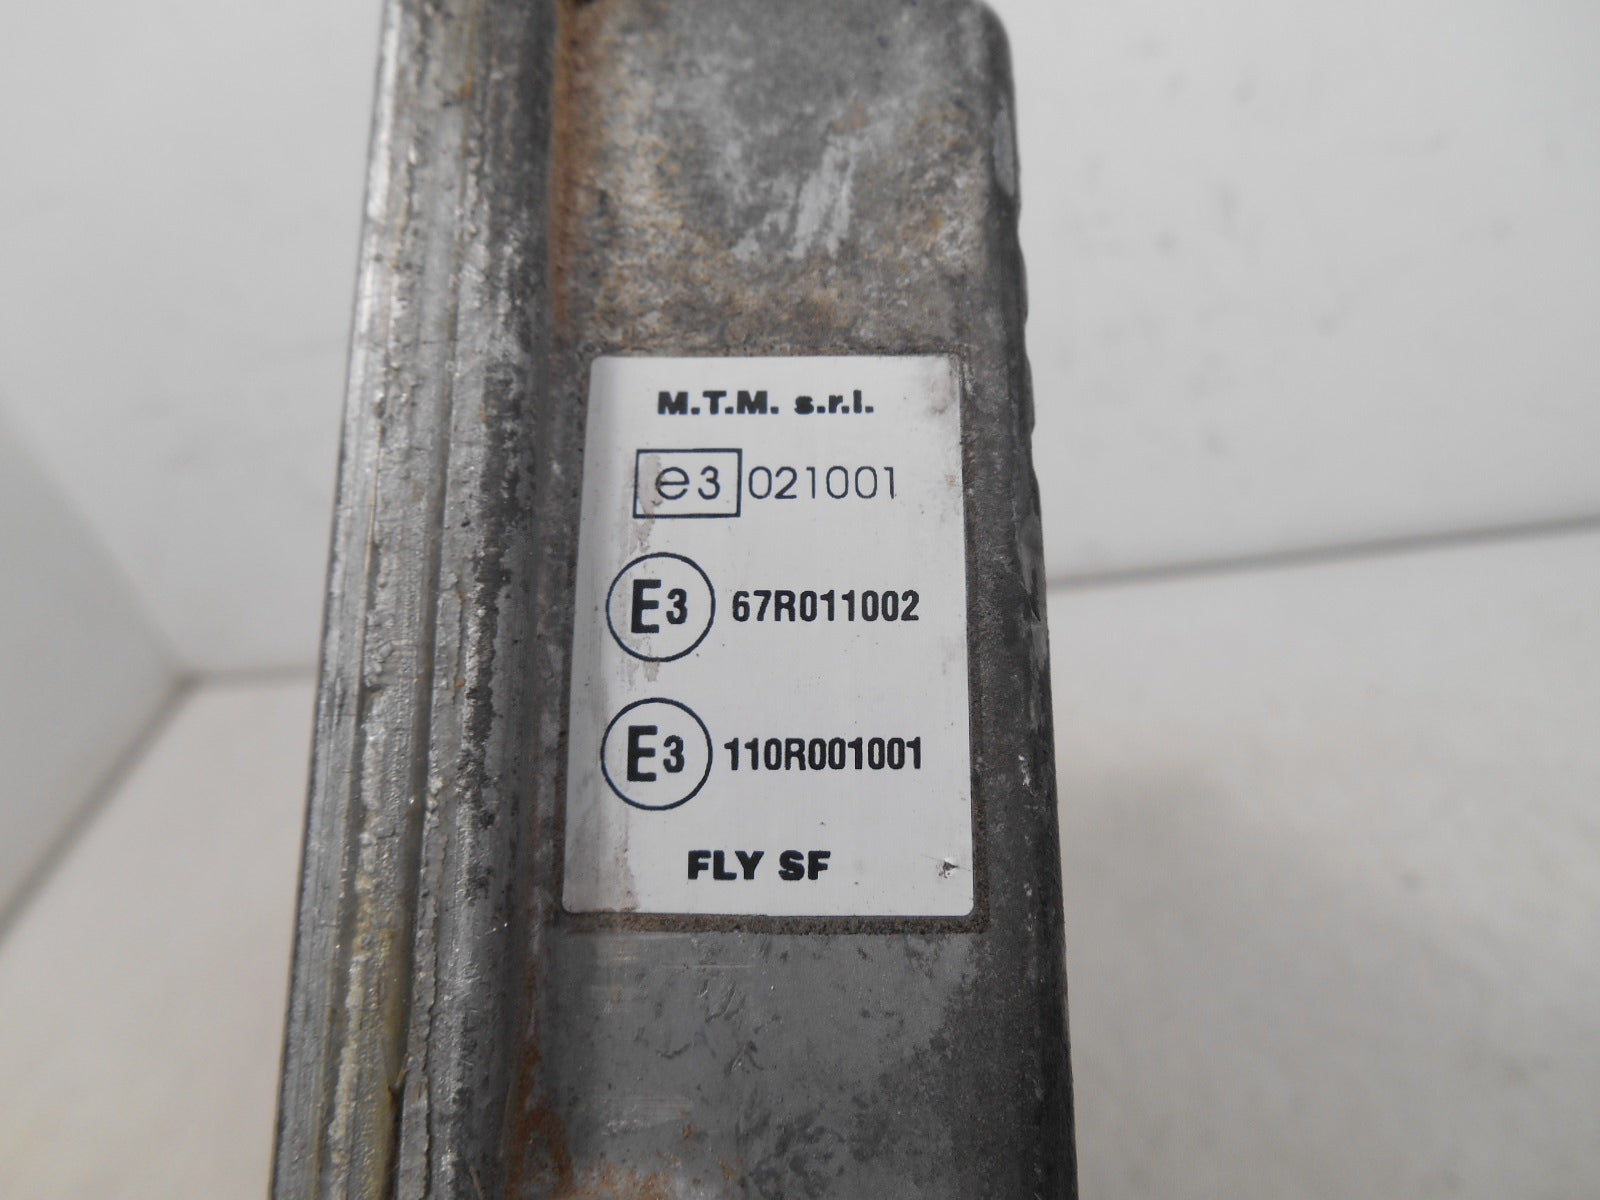 M.T.M. s.r.l.
e3 021001
E3 67R011002
E3 110R001001
FLY SF